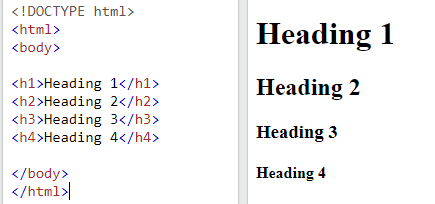 <!DOCTYPE html>
<html>
<body>
<h1>Heading 1</h1>
<h2>Heading 2</h2>
<h3>Heading 3</h3>
<h4>Heading 4</h4>
</body>
</html>
Heading 1
Heading 2
Heading 3
Heading 4